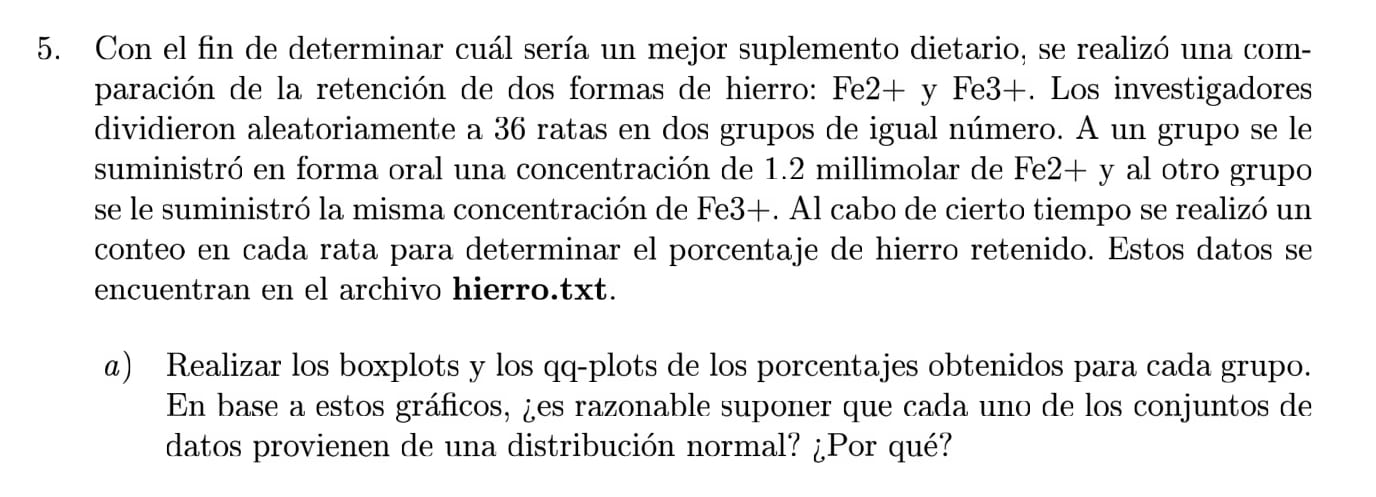 5. Con el fin de determinar cuál sería un mejor suplemento dietario, se realizó una com-
paración de la retención de dos formas de hierro: Fe2+ y Fe3+. Los investigadores
dividieron aleatoriamente a 36 ratas en dos grupos de igual número. A un grupo se le
suministró en forma oral una concentración de 1.2 millimolar de Fe2+ y al otro grupo
se le suministró la misma concentración de Fe3+. Al cabo de cierto tiempo se realizó un
conteo en cada rata para determinar el porcentaje de hierro retenido. Estos datos se
encuentran en el archivo hierro.txt.
a) Realizar los boxplots y los qq-plots de los porcentajes obtenidos para cada grupo.
En base a estos gráficos, ¿es razonable suponer que cada uno de los conjuntos de
datos provienen de una distribución normal? ¿Por qué?